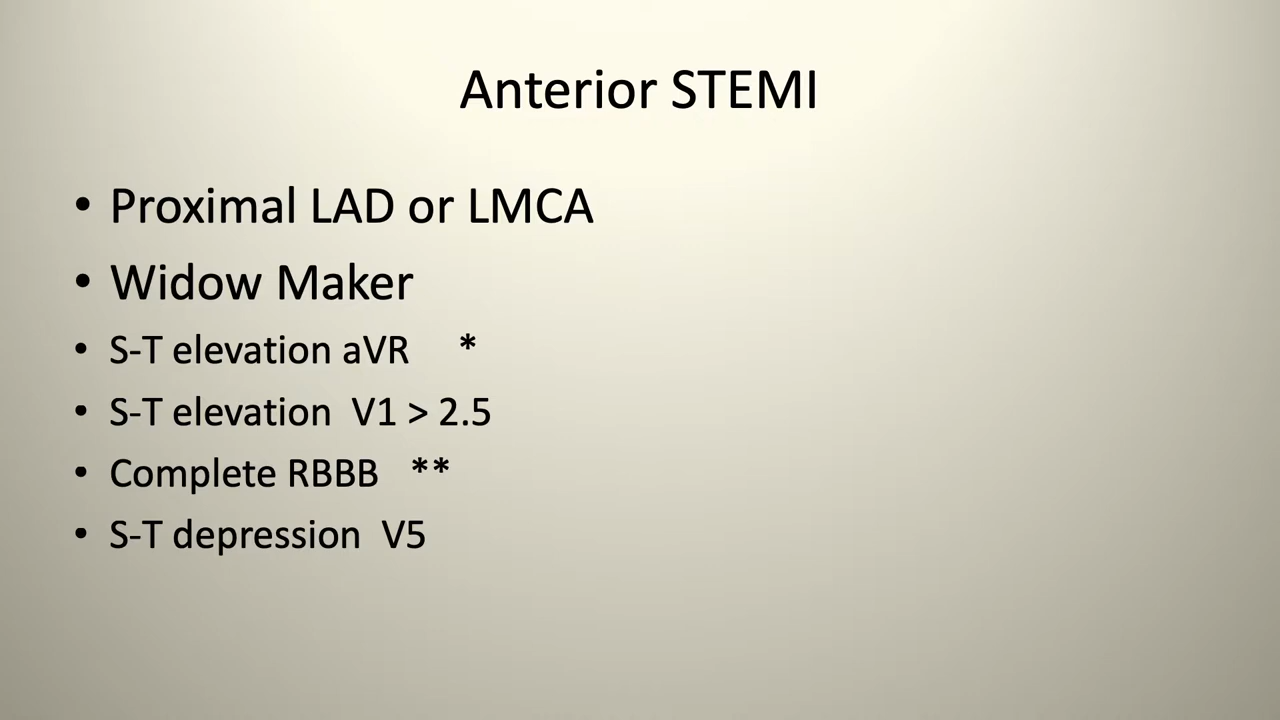 Anterior STEMI
• Proximal LAD or LMCA
• Widow Maker
• S-T elevation aVR *
• S-T elevation V1 > 2.5
• Complete RBBB **
• S-T depression V5